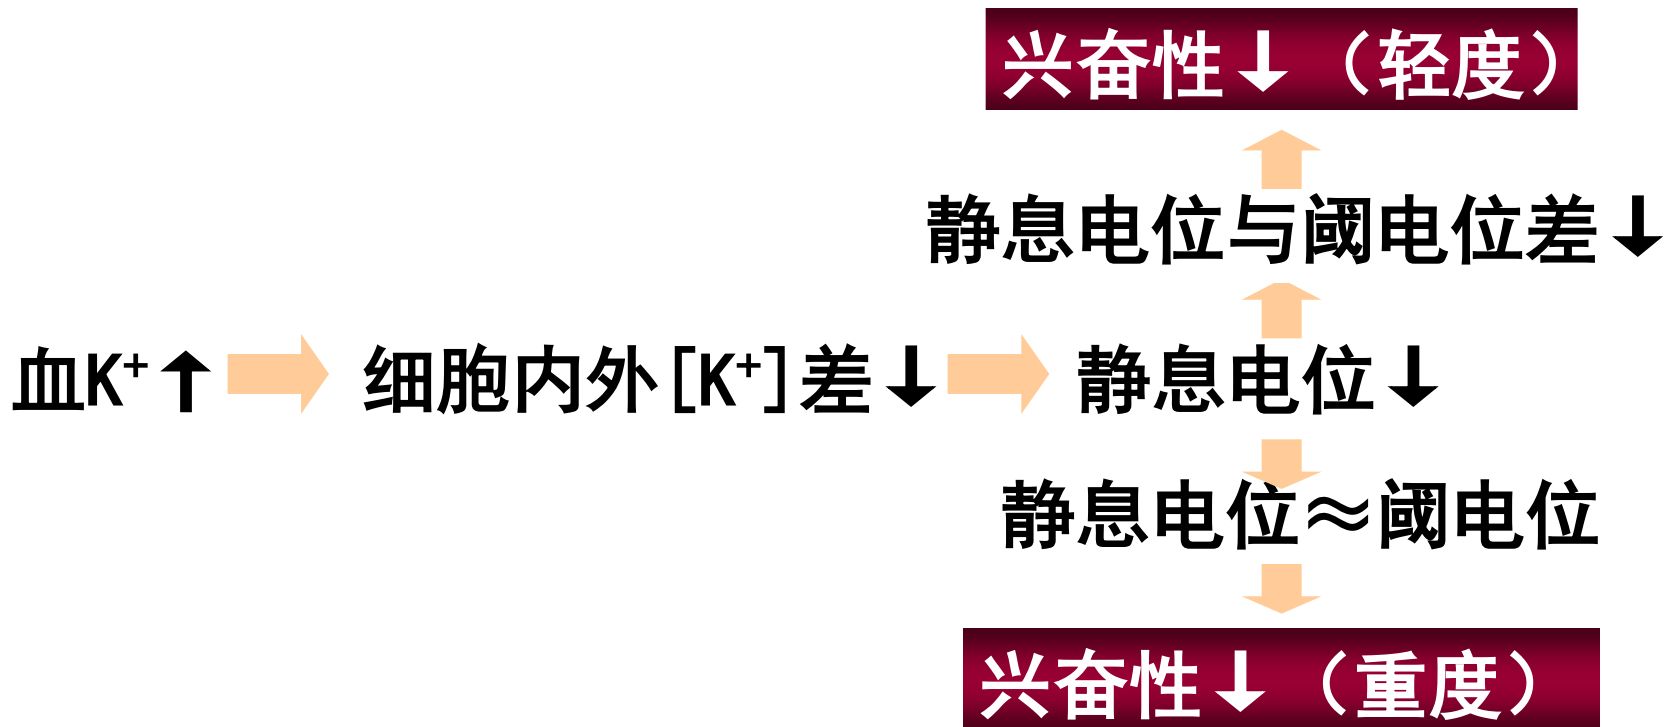 兴奋性↓（轻度）
静息电位与阈电位差↓
血K⁺↑ 细胞内外[K⁺]差↓ 静息电位↓
静息电位≈阈电位
兴奋性↓（重度）